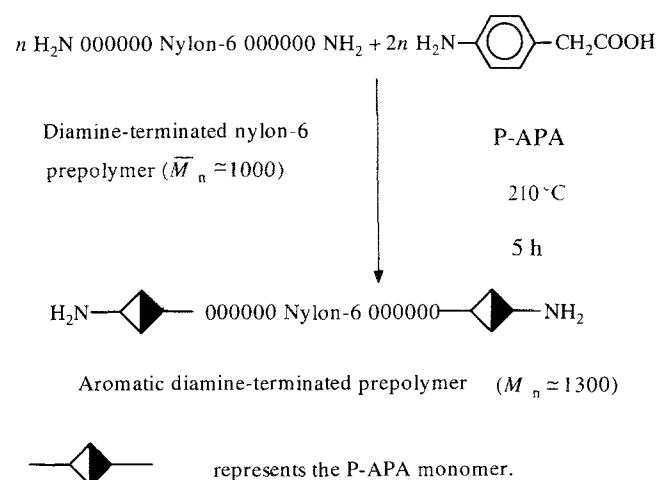 n H₂N 000000 Nylon-6 000000 NH₂ + 2n H₂N CH₂COOH
Diamine-terminated nylon-6
prepolymer (M̅ n ≃1000)
P-APA
210°C
5 h
H₂N 000000 Nylon-6 000000 NH₂
Aromatic diamine-terminated prepolymer (M n ≃1300)
represents the P-APA monomer.